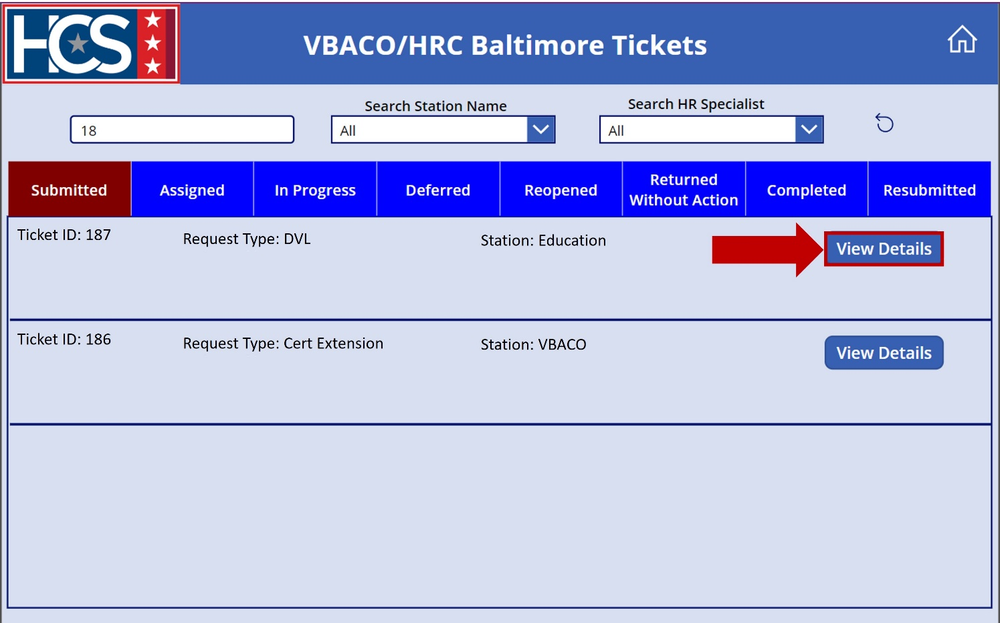 HCS
VBACO/HRC Baltimore Tickets
Search Station Name
Search HR Specialist
18
All
All
Submitted
Assigned
In Progress
Deferred
Reopened
Returned
Without Action
Completed
Resubmitted
Ticket ID: 187
Request Type: DVL
Station: Education
View Details
Ticket ID: 186
Request Type: Cert Extension
Station: VBACO
View Details